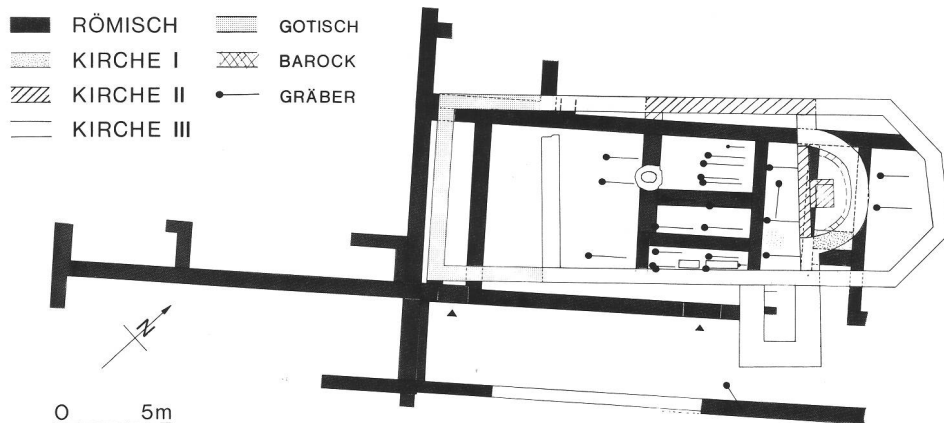 RÖMISCH
KIRCHE I
KIRCHE II
KIRCHE III
GOTISCH
BAROCK
GRÄBER
N
O 5m